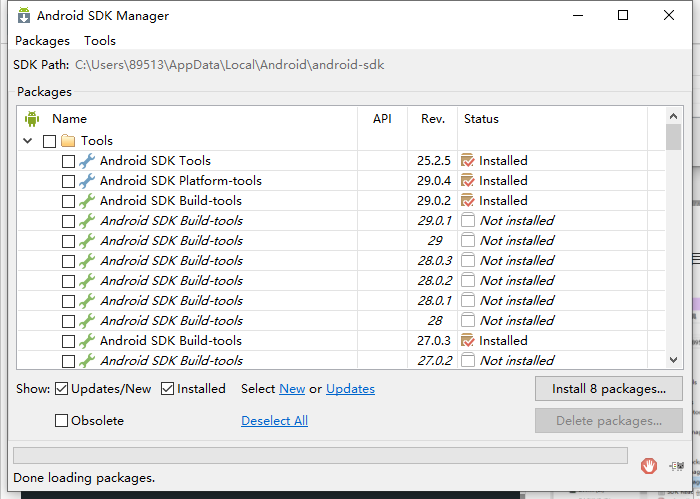 Android SDK Manager
Packages Tools
SDK Path: C:\Users\89513\AppData\Local\Android\android-sdk
Packages
Name API Rev. Status
Tools
Android SDK Tools 25.2.5 Installed
Android SDK Platform-tools 29.0.4 Installed
Android SDK Build-tools 29.0.2 Installed
Android SDK Build-tools 29.0.1 Not installed
Android SDK Build-tools 29 Not installed
Android SDK Build-tools 28.0.3 Not installed
Android SDK Build-tools 28.0.2 Not installed
Android SDK Build-tools 28.0.1 Not installed
Android SDK Build-tools 28 Not installed
Android SDK Build-tools 27.0.3 Installed
Android SDK Build-tools 27.0.2 Not installed
Show: Updates/New Installed Select New or Updates Install 8 packages...
Obsolete Deselect All Delete packages...
Done loading packages.